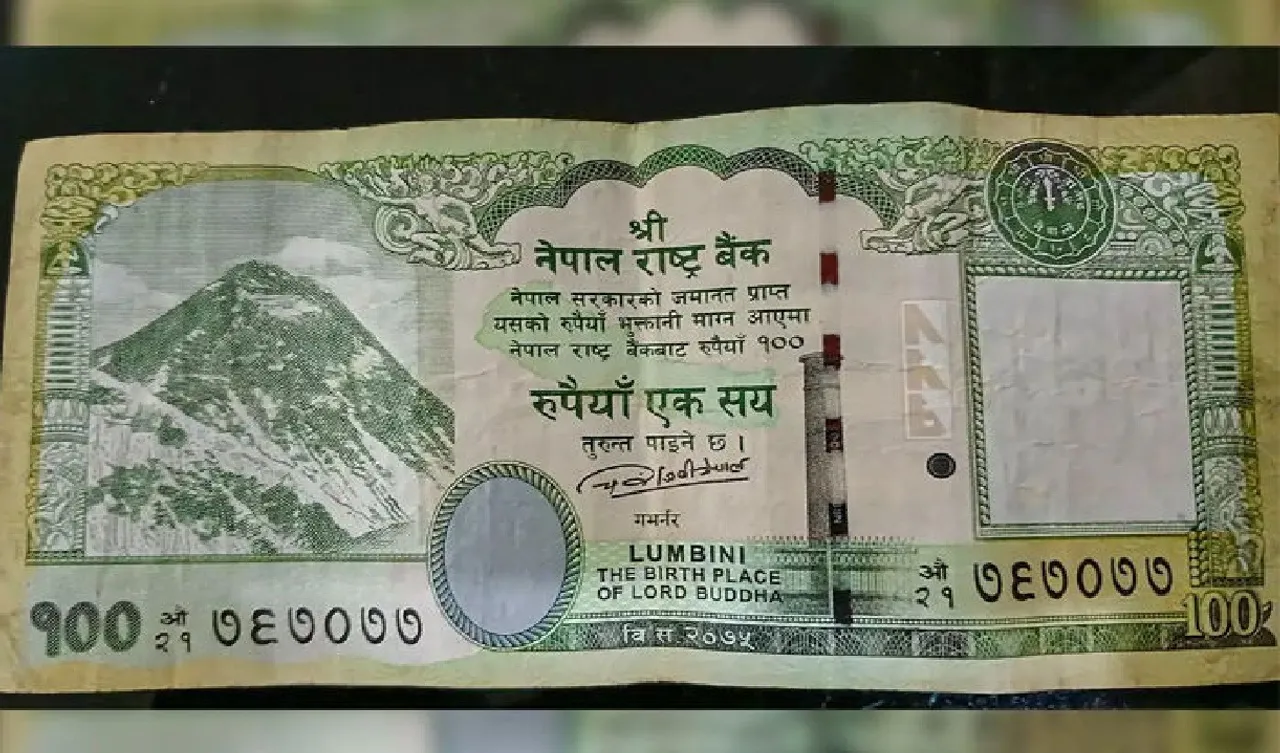 श्री
नेपाल राष्ट्र बैंक
नेपाल सरकारको जमानत प्राप्त
यसको रुपैयाँ भुक्तानी माग्न आएमा
नेपाल राष्ट्र बैंकबाट रुपैयाँ १००
रुपैयाँ एक सय
तुरुन्त पाइने छ ।
गभर्नर
LUMBINI
THE BIRTH PLACE
OF LORD BUDDHA
वि सं २०७५
NRB
औ
२१ ७६७०७७
१०० औ
२१ ७६७०७७
100